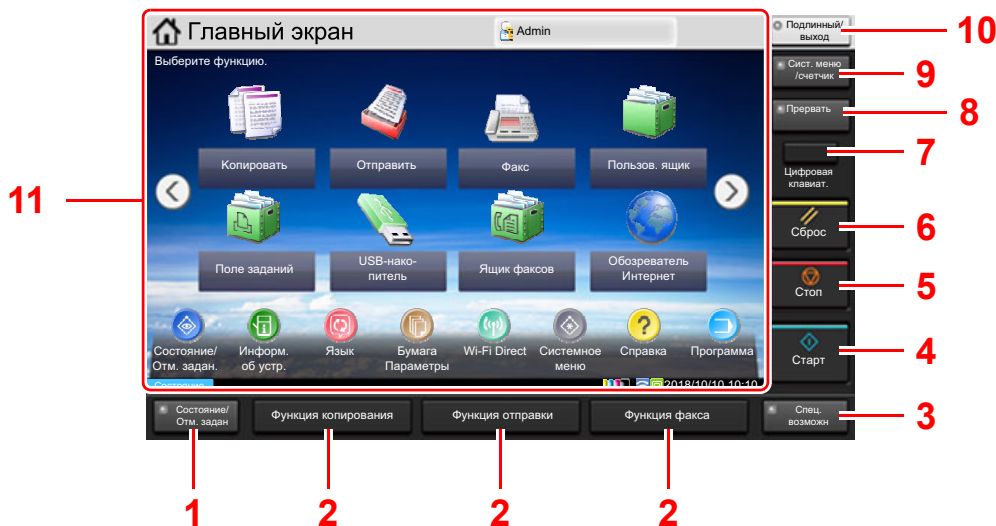 Главный экран
Admin
Подлинный/
выход
10
Выберите функцию.
Сист. меню
/счетчик
9
Прервать
8
Копировать
Отправить
Факс
Пользов. ящик
7
Цифровая
клавиат.
11
Сброс
6
Поле заданий
USB-нако-
питель
Ящик факсов
Обозреватель
Интернет
Стоп
5
Состояние/
Отм. задан.
Информ.
об устр.
Язык
Бумага
Параметры
Wi-Fi Direct
Системное
меню
?
Справка
Программа
Старт
4
Состояние
2018/10/10 10:10
Состояние/
Отм. задан
Функция копирования
Функция отправки
Функция факса
Спец.
возможн
3
1
2
2
2